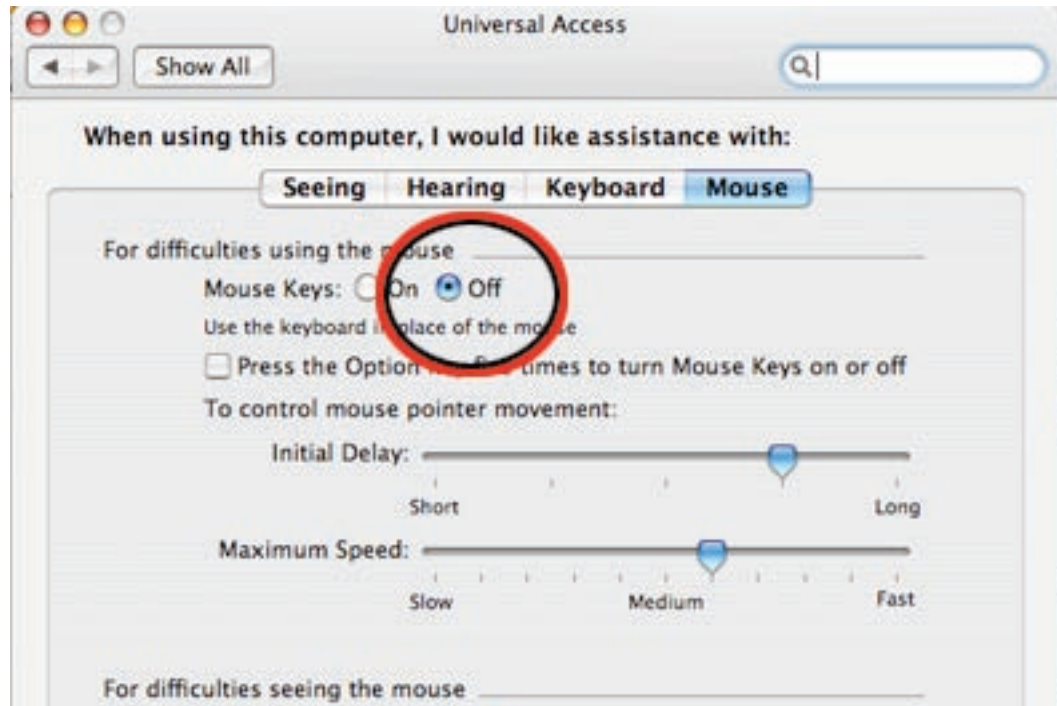 Universal Access
Show All
When using this computer, I would like assistance with:
Seeing Hearing Keyboard Mouse
For difficulties using the mouse
Mouse Keys: On Off
Use the keyboard in place of the mouse
Press the Option times to turn Mouse Keys on or off
To control mouse pointer movement:
Initial Delay:
Short Long
Maximum Speed:
Slow Medium Fast
For difficulties seeing the mouse